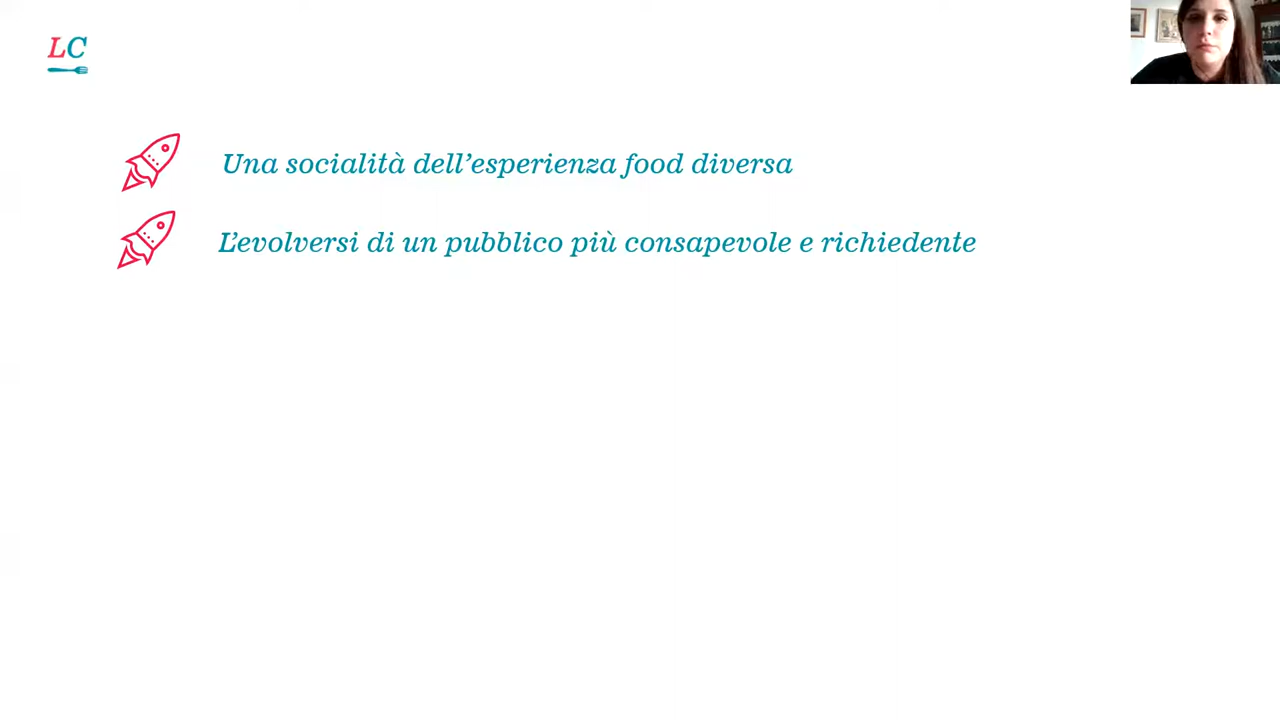 LC
Una socialità dell’esperienza food diversa
L’evolversi di un pubblico più consapevole e richiedente